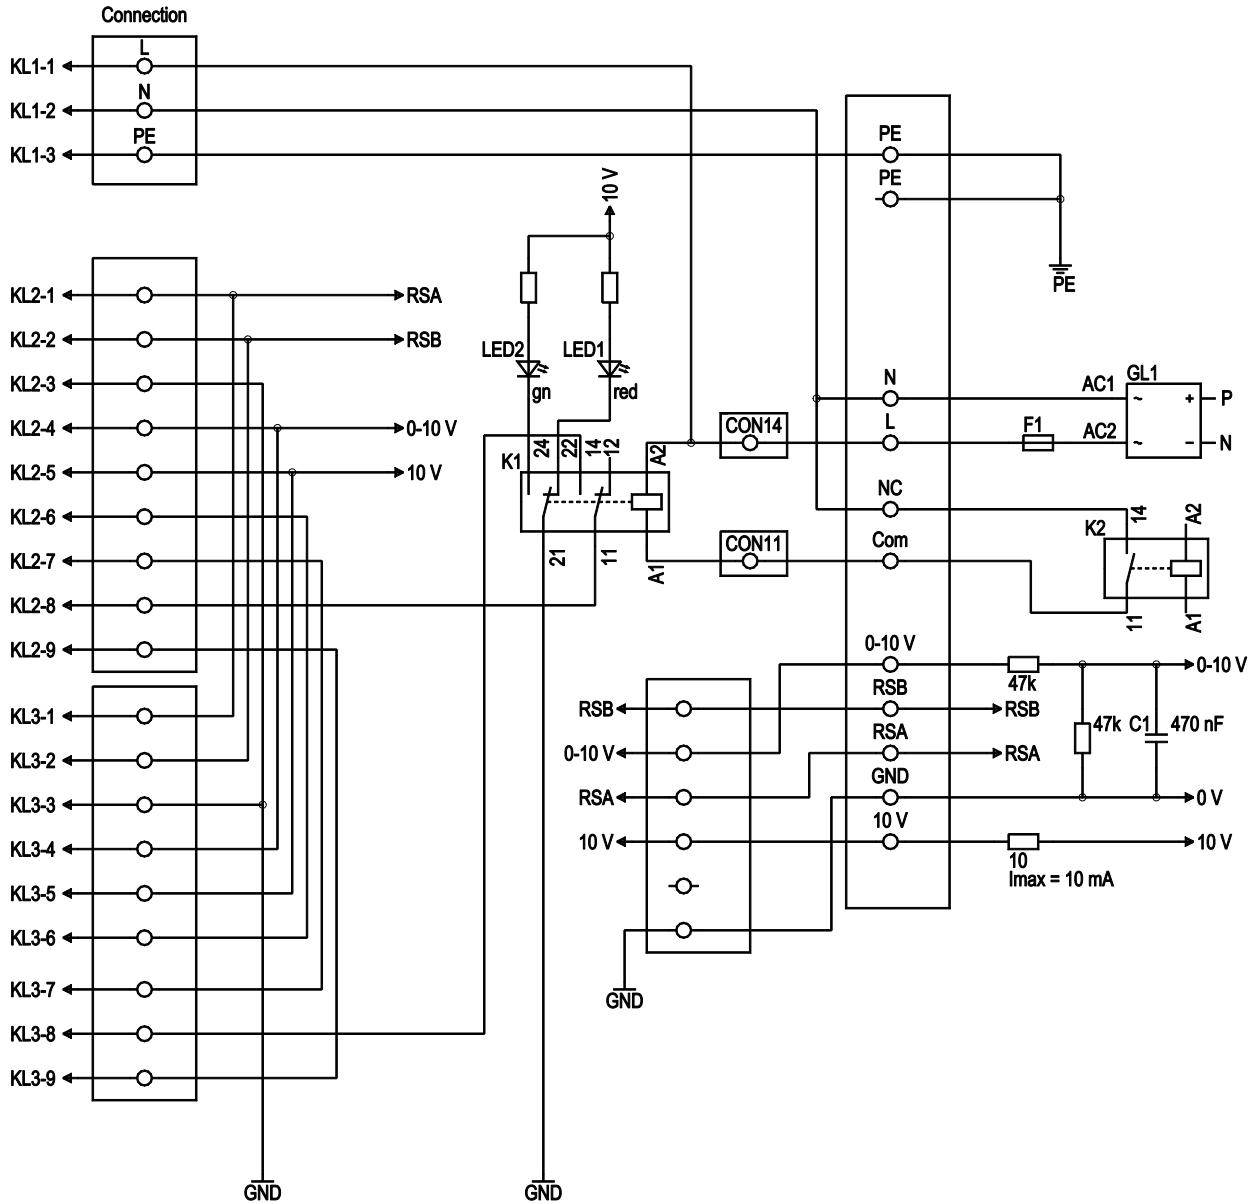 Connection
L
KL1-1
N
KL1-2
PE
KL1-3
PE
PE
PE
10 V
KL2-1
RSA
KL2-2
RSB
KL2-3
KL2-4
0-10 V
KL2-5
10 V
KL2-6
KL2-7
KL2-8
KL2-9
KL3-1
KL3-2
KL3-3
KL3-4
KL3-5
KL3-6
KL3-7
KL3-8
KL3-9
GND
LED2
LED1
gn
red
24
22
14
12
A2
K1
21
11
A1
GND
CON14
CON11
N
L
NC
Com
AC1
AC2
GL1
F1
~
+
P
~
–
N
K2
14
A2
11
A1
0-10 V
47k
0-10 V
RSB
RSB
RSB
0-10 V
RSA
RSA
47k
C1
470 nF
RSA
GND
0 V
10 V
10 V
10
10 V
Imax = 10 mA
GND